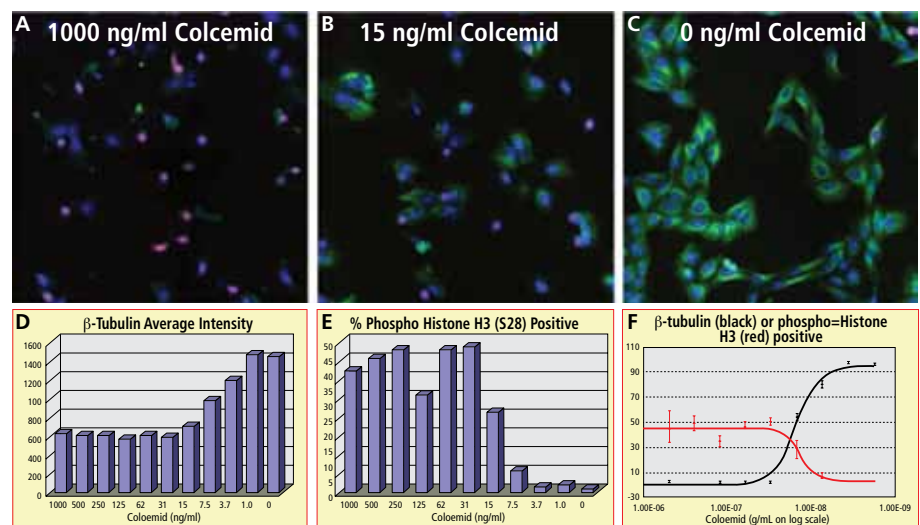 A 1000 ng/ml Colcemid
B 15 ng/ml Colcemid
C 0 ng/ml Colcemid
D β-Tubulin Average Intensity
1600
1400
1200
1000
800
600
400
200
0
1000 500 250 125 62 31 15 7.5 3.7 1.0 0
Coloemid (ng/ml)
E % Phospho Histone H3 (S28) Positive
50
45
40
35
30
25
20
15
10
5
0
1000 500 250 125 62 31 15 7.5 3.7 1.0 0
Coloemid (ng/ml)
F β-tubulin (black) or phospho=Histone
H3 (red) positive
110
90
70
50
30
10
-30
1.00E-06 1.00E-07 1.00E-08 1.00E-09
Coloemid (g/mL on log scale)